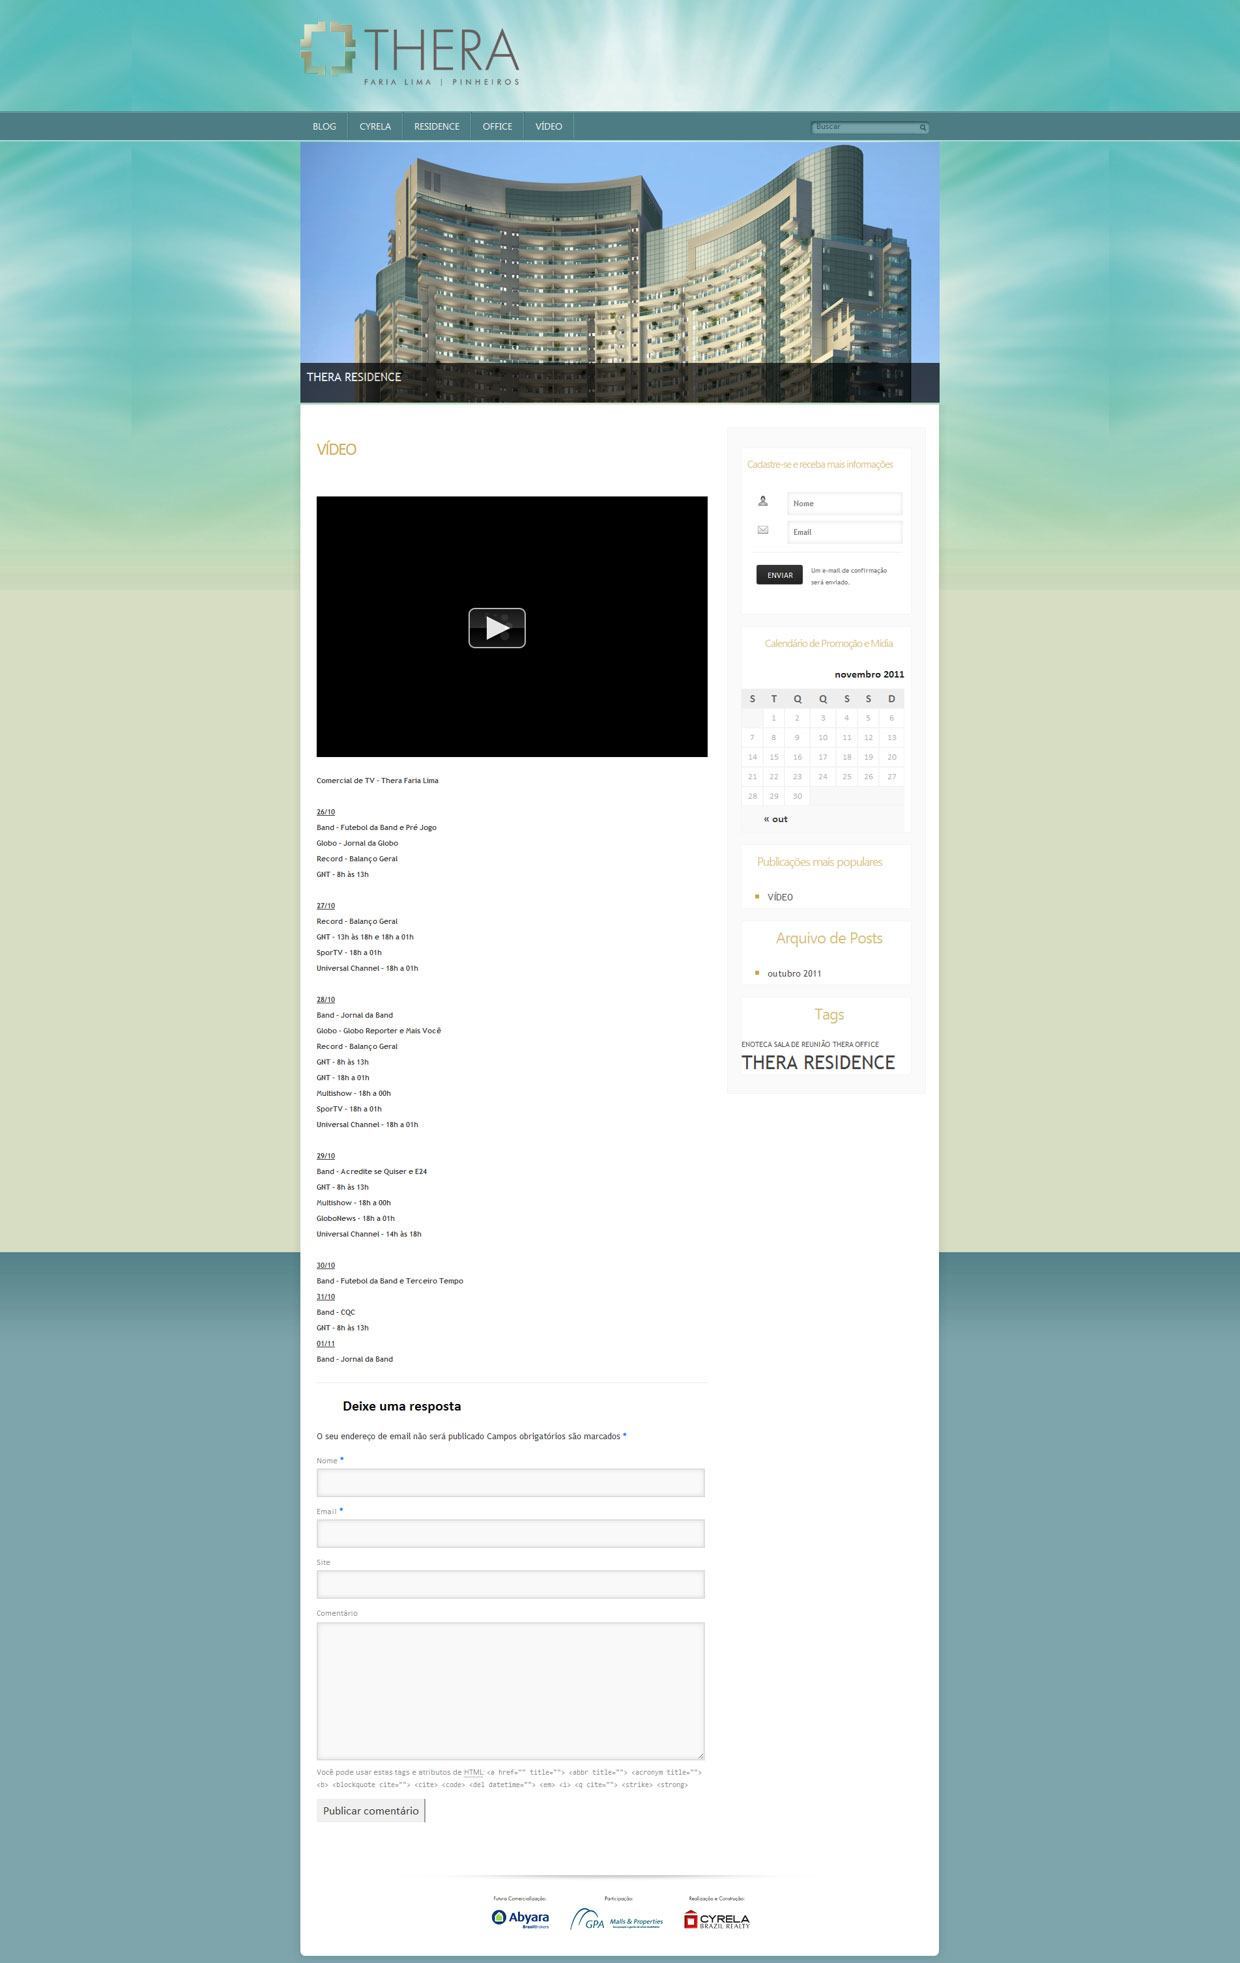 THERA
FARIA LIMA | PINHEIROS
BLOG CYRELA RESIDENCE OFFICE VÍDEO Buscar
THERA RESIDENCE
VÍDEO
Comercial de TV - Thera Faria Lima
26/10
Band - Futebol da Band e Pré Jogo
Globo - Jornal da Globo
Record - Balanço Geral
GNT - 8h às 13h
27/10
Record - Balanço Geral
GNT - 13h às 18h e 18h a 01h
SporTV - 18h a 01h
Universal Channel - 18h a 01h
28/10
Band - Jornal da Band
Globo - Globo Reporter e Mais Você
Record - Balanço Geral
GNT - 8h às 13h
GNT - 18h a 01h
Multishow - 18h a 00h
SporTV - 18h a 01h
Universal Channel - 18h a 01h
29/10
Band - Acredite se Quiser e E24
GNT - 8h às 13h
Multishow - 18h a 00h
GloboNews - 18h a 01h
Universal Channel - 14h às 18h
30/10
Band - Futebol da Band e Terceiro Tempo
31/10
Band - CQC
GNT - 8h às 13h
01/11
Band - Jornal da Band
Deixe uma resposta
O seu endereço de email não será publicado Campos obrigatórios são marcados *
Nome *
Email *
Site
Comentário
Você pode usar estas tags e atributos de HTML: <a href="" title=""> <abbr title=""> <acronym title="">
<b> <blockquote cite=""> <cite> <code> <del datetime=""> <em> <i> <q cite=""> <strike> <strong>
Publicar comentário
Cadastre-se e receba mais informações
Nome
Email
ENVIAR
Um e-mail de confirmação
será enviado.
Calendário de Promoção e Mídia
novembro 2011
S T Q Q S S D
1 2 3 4 5 6
7 8 9 10 11 12 13
14 15 16 17 18 19 20
21 22 23 24 25 26 27
28 29 30
« out
Publicações mais populares
VÍDEO
Arquivo de Posts
outubro 2011
Tags
ENOTECA SALA DE REUNIÃO THERA OFFICE
THERA RESIDENCE
Futura Comercialização:
Abyara
BrasilBrokers
Participação:
GPA Malls & Properties
Realização e Construção:
CYRELA
BRAZIL REALTY